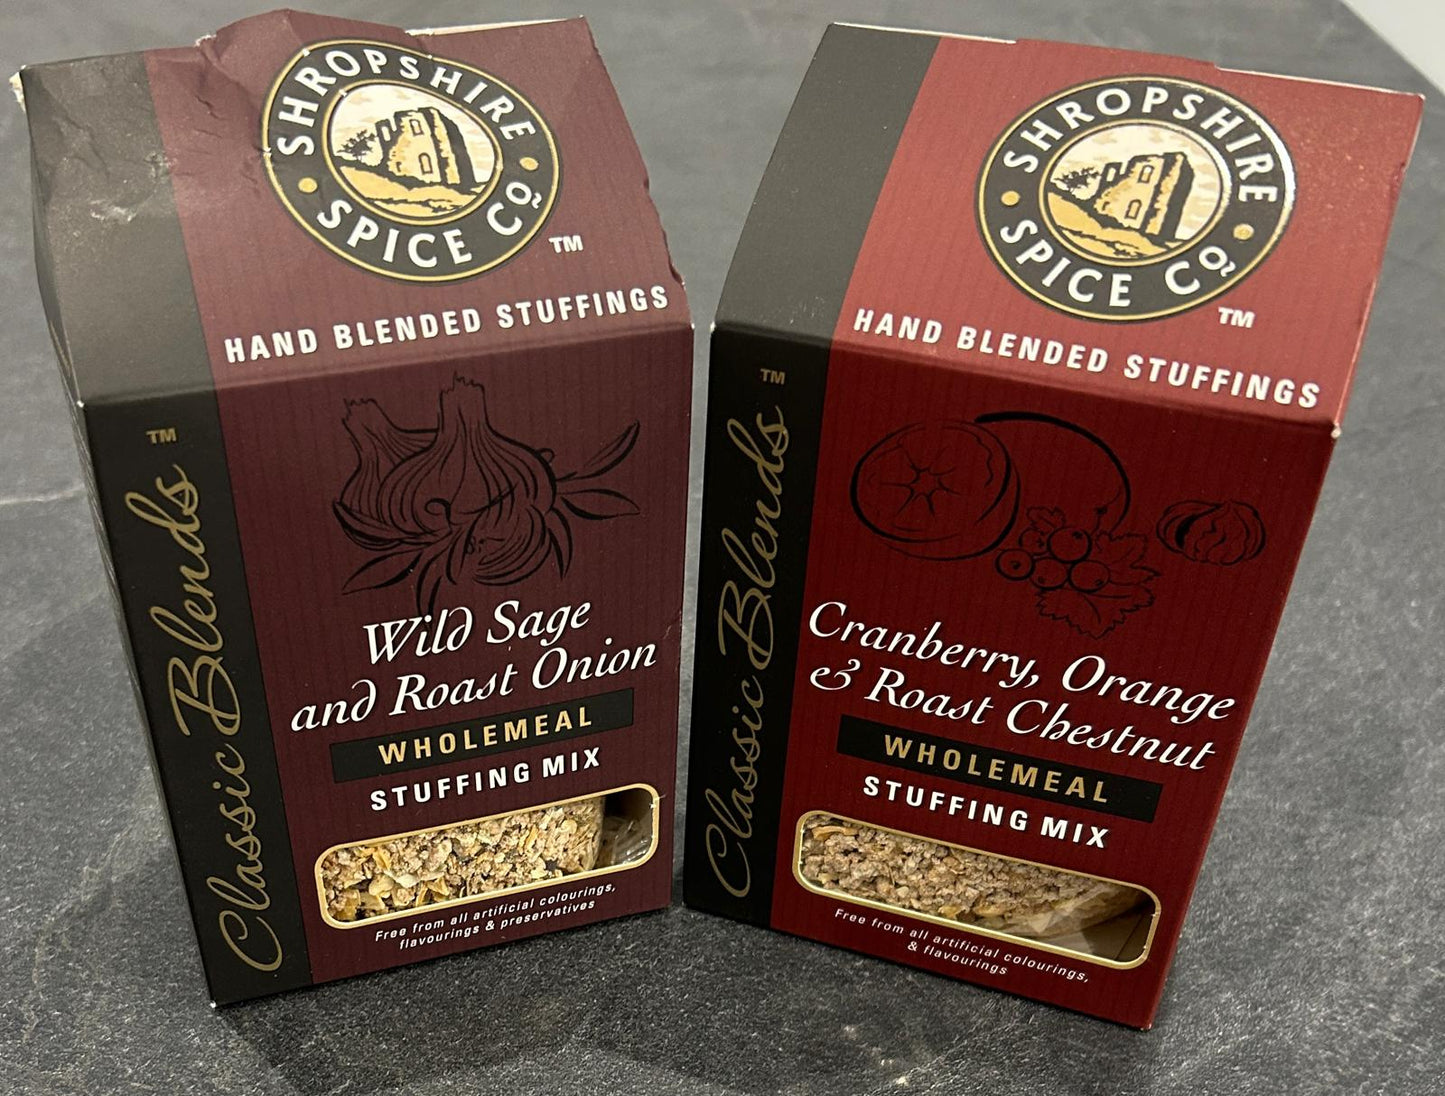 SHROPSHIRE
SPICE Co.
TM
HAND BLENDED STUFFINGS
TM
Classic Blends
Wild Sage
and Roast Onion
WHOLEMEAL
STUFFING MIX
Free from all artificial colourings,
flavourings & preservatives
SHROPSHIRE
SPICE Co.
TM
HAND BLENDED STUFFINGS
TM
Classic Blends
Cranberry, Orange
& Roast Chestnut
WHOLEMEAL
STUFFING MIX
Free from all artificial colourings,
& flavourings